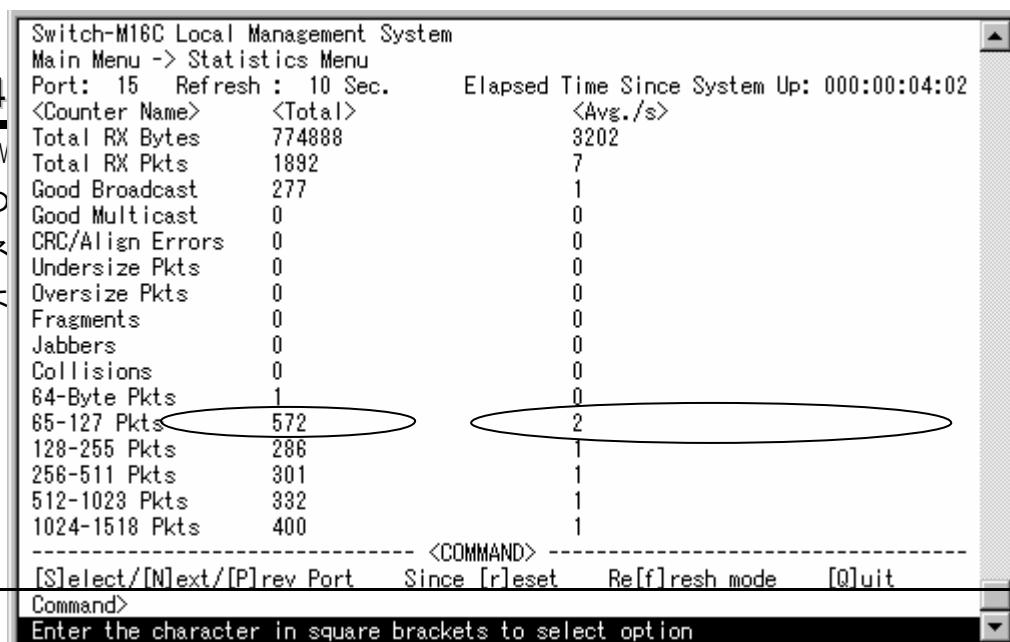 Switch-M16C Local Management System
Main Menu -> Statistics Menu
Port: 15 Refresh : 10 Sec. Elapsed Time Since System Up: 000:00:04:02
<Counter Name> <Total> <Avg./s>
Total RX Bytes 774888 3202
Total RX Pkts 1892 7
Good Broadcast 277 1
Good Multicast 0 0
CRC/Align Errors 0 0
Undersize Pkts 0 0
Oversize Pkts 0 0
Fragments 0 0
Jabbers 0 0
Collisions 0 0
64-Byte Pkts 1 0
65-127 Pkts 572 2
128-255 Pkts 286 1
256-511 Pkts 301 1
512-1023 Pkts 332 1
1024-1518 Pkts 400 1
-------------------------------- <COMMAND> -----------------------------------
[S]elect/[N]ext/[P]rev Port Since [r]eset Re[f]resh mode [Q]uit
Command>
Enter the character in square brackets to select option